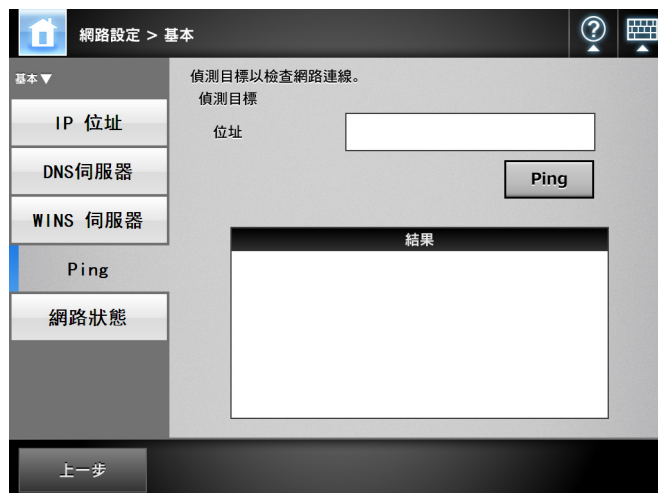 網路設定 > 基本
基本▼
IP 位址
DNS伺服器
WINS 伺服器
Ping
網路狀態
偵測目標以檢查網路連線。
偵測目標
位址
Ping
結果
上一步